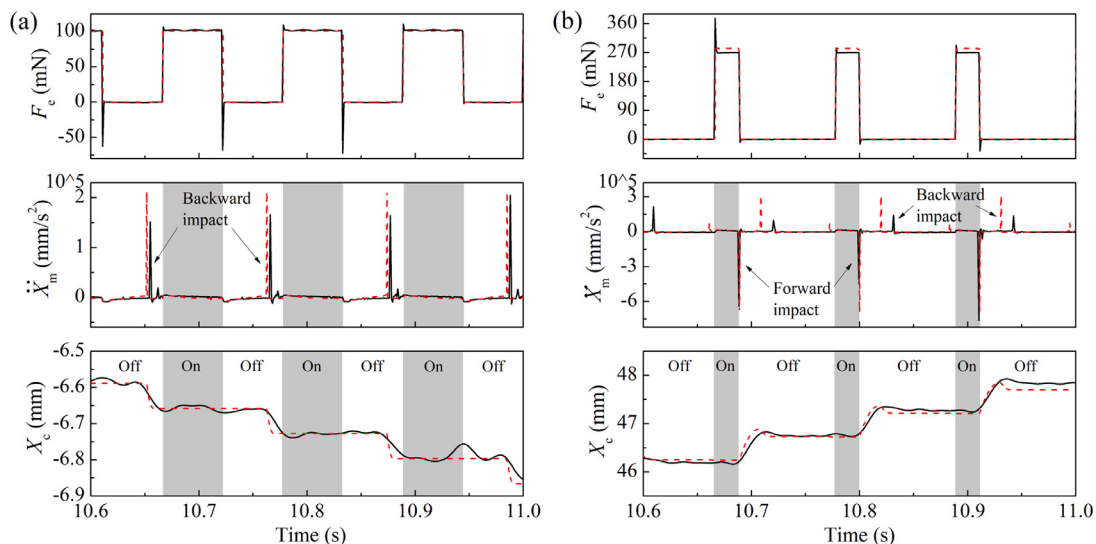 (a)
100
50
0
-50
F_e (mN)
10^5
2
1
0
Ẍ_m (mm/s²)
Backward
impact
-6.5
-6.6
-6.7
-6.8
-6.9
X_c (mm)
Off On Off On Off On Off
10.6 10.7 10.8 10.9 11.0
Time (s)
(b)
360
270
180
90
0
F_e (mN)
10^5
3
0
-3
-6
(mm/s²)
Backward
impact
Forward
impact
48
47
46
X_c (mm)
Off On Off On Off On Off
10.6 10.7 10.8 10.9 11.0
Time (s)